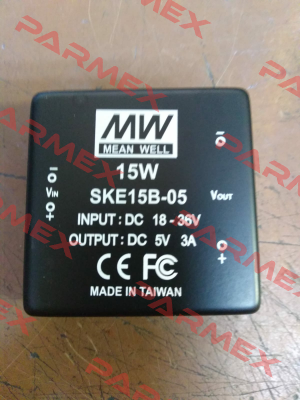 PARMEX.COM
MW
MEAN WELL
15W
SKE15B-05
INPUT : DC 18 - 36V
OUTPUT : DC 5V 3A
VIN
VOUT
CE FC
MADE IN TAIWAN